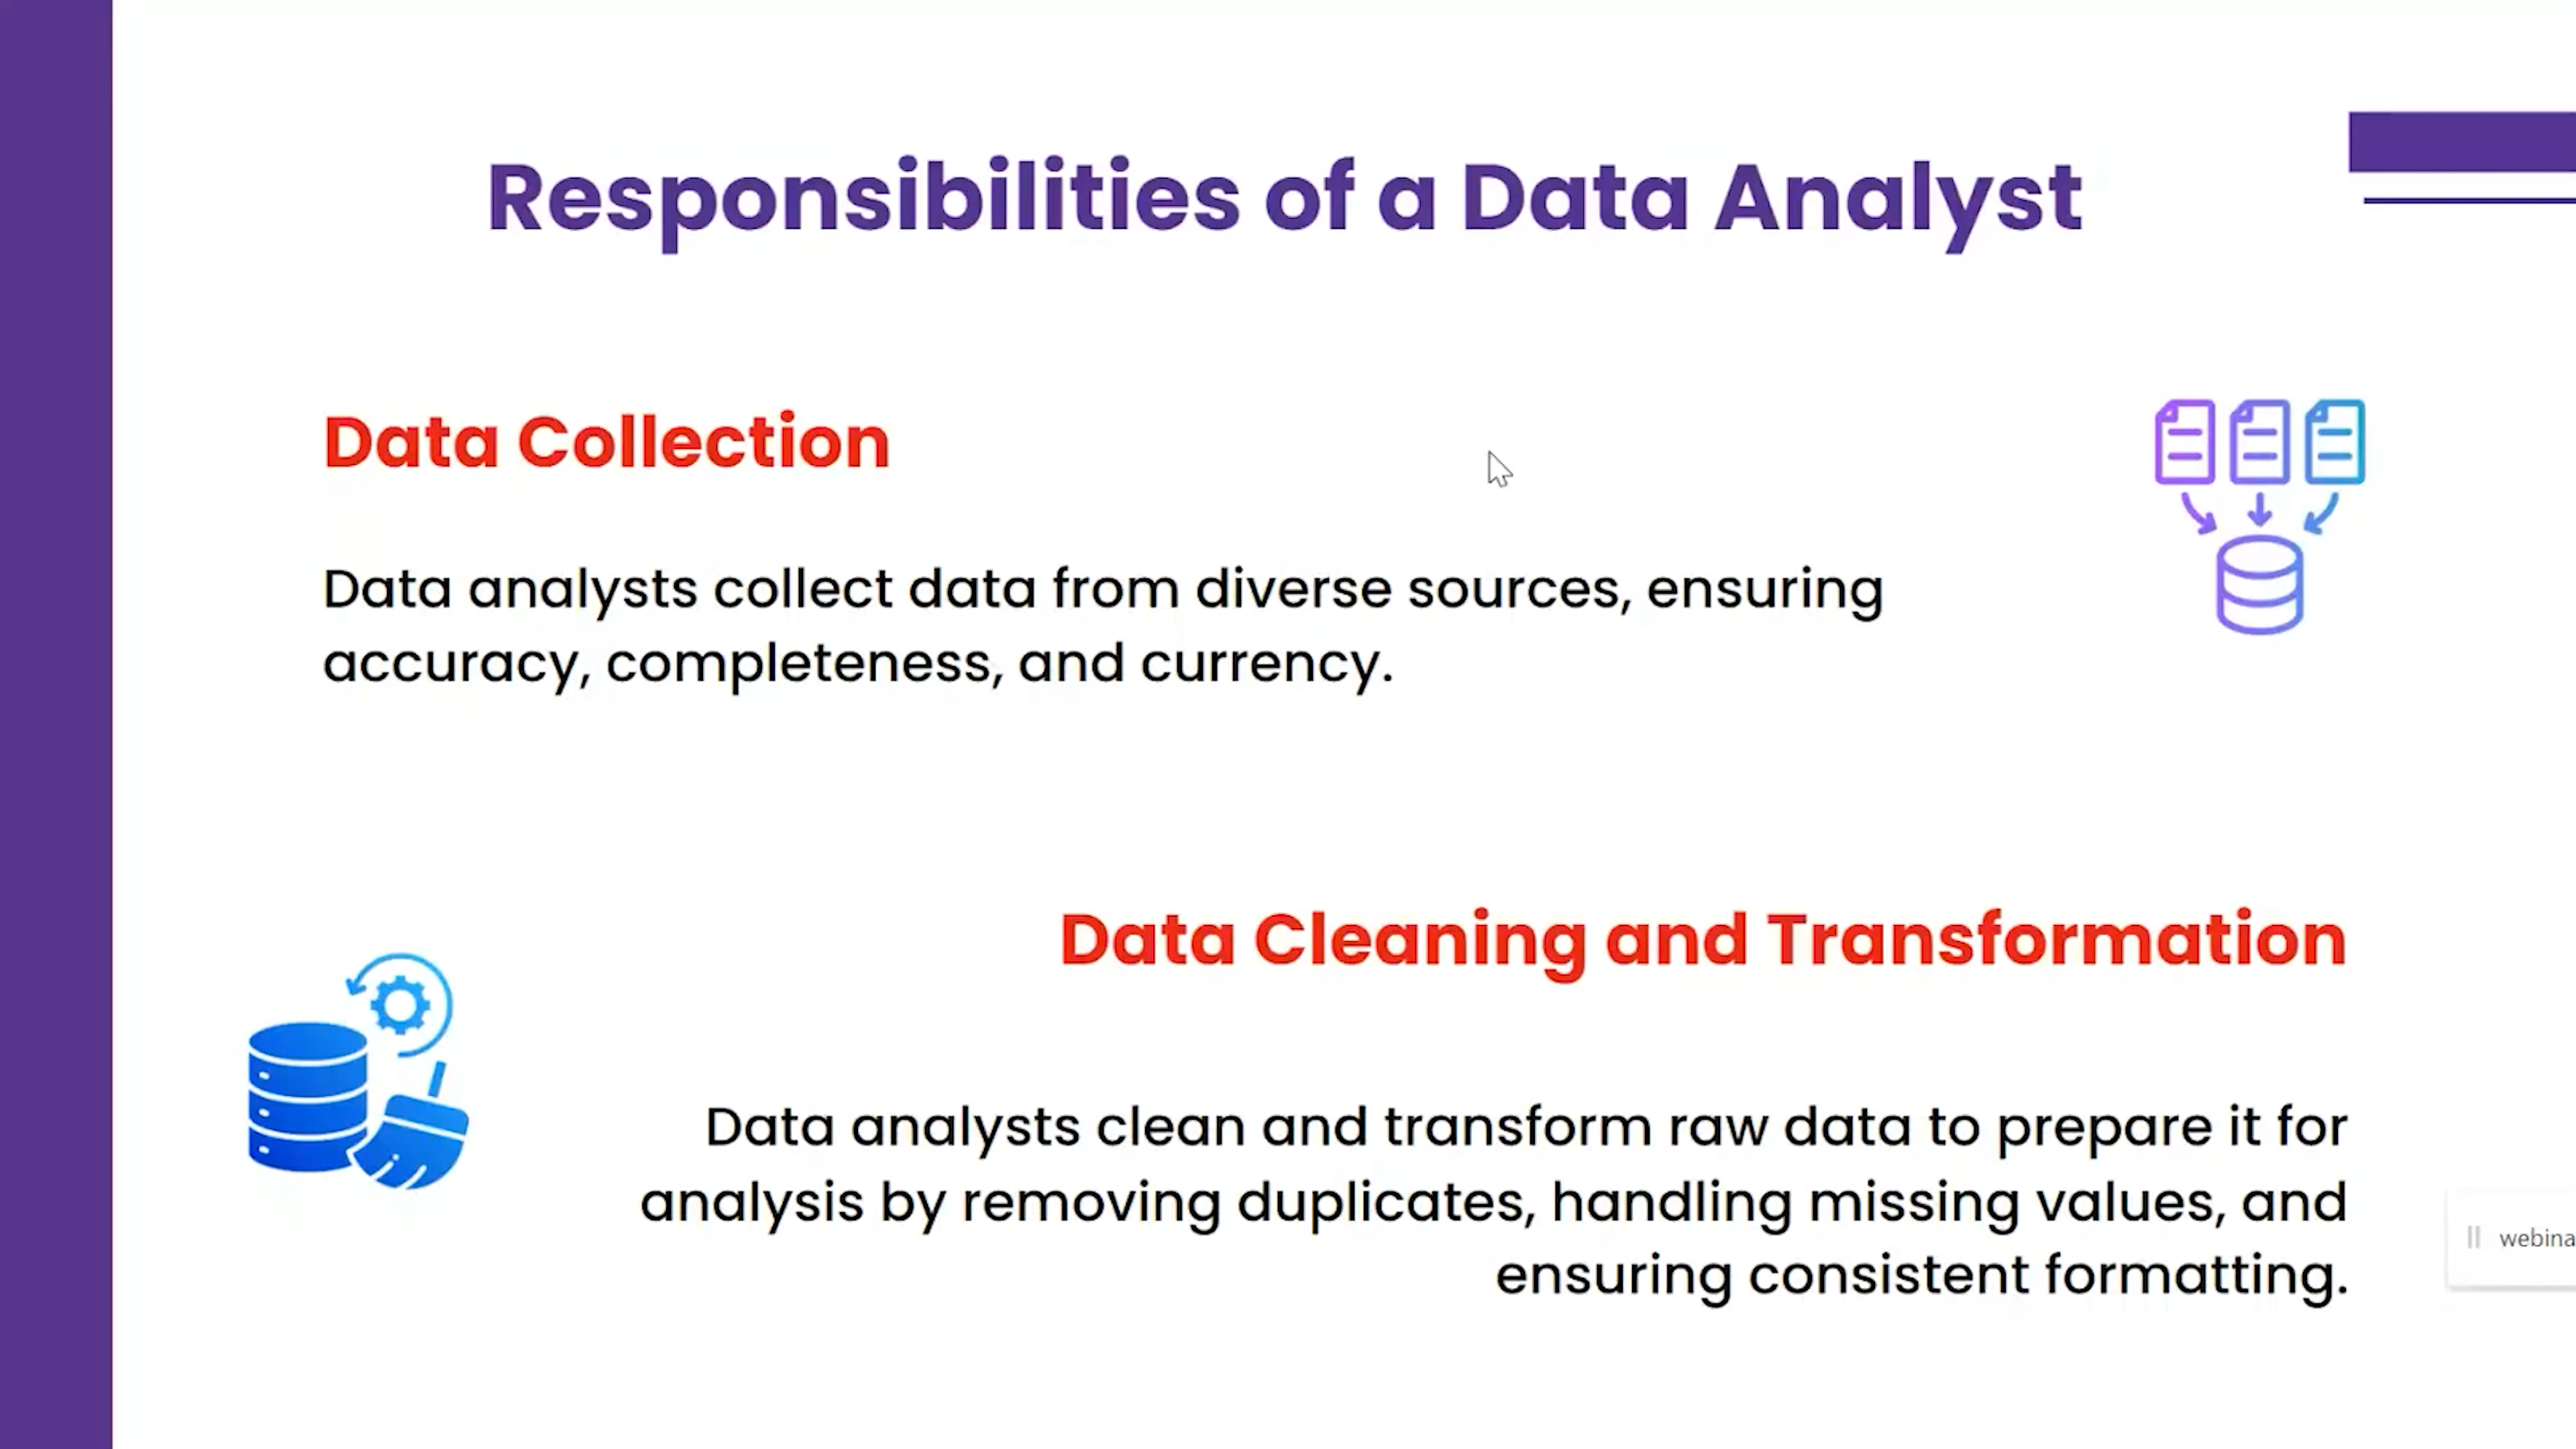 Responsibilities of a Data Analyst
Data Collection
Data analysts collect data from diverse sources, ensuring
accuracy, completeness, and currency.
Data Cleaning and Transformation
Data analysts clean and transform raw data to prepare it for
analysis by removing duplicates, handling missing values, and
ensuring consistent formatting.
webina